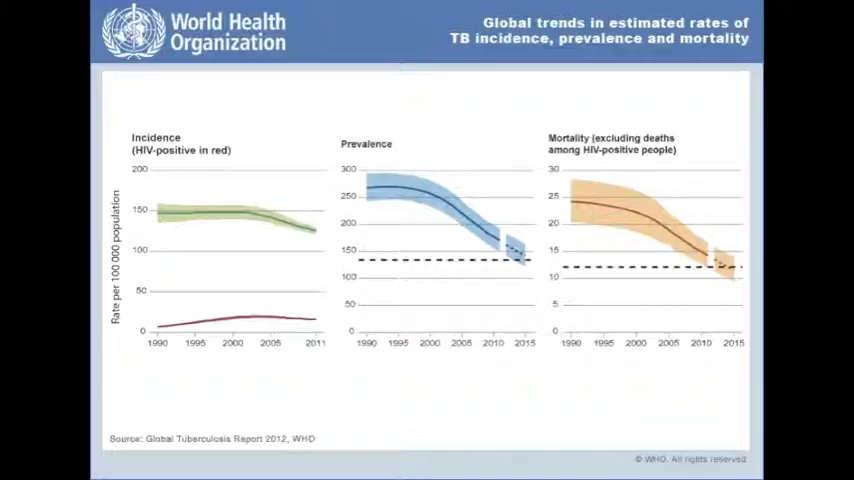 World Health
Organization
Global trends in estimated rates of
TB incidence, prevalence and mortality
Incidence
(HIV-positive in red)
200
150
100
50
0
Rate per 100 000 population
1990 1995 2000 2005 2011
Prevalence
300
250
200
150
100
50
0
1990 1995 2000 2005 2010 2015
Mortality (excluding deaths
among HIV-positive people)
30
25
20
15
10
5
0
1990 1995 2000 2005 2010 2015
Source: Global Tuberculosis Report 2012, WHO
© WHO. All rights reserved